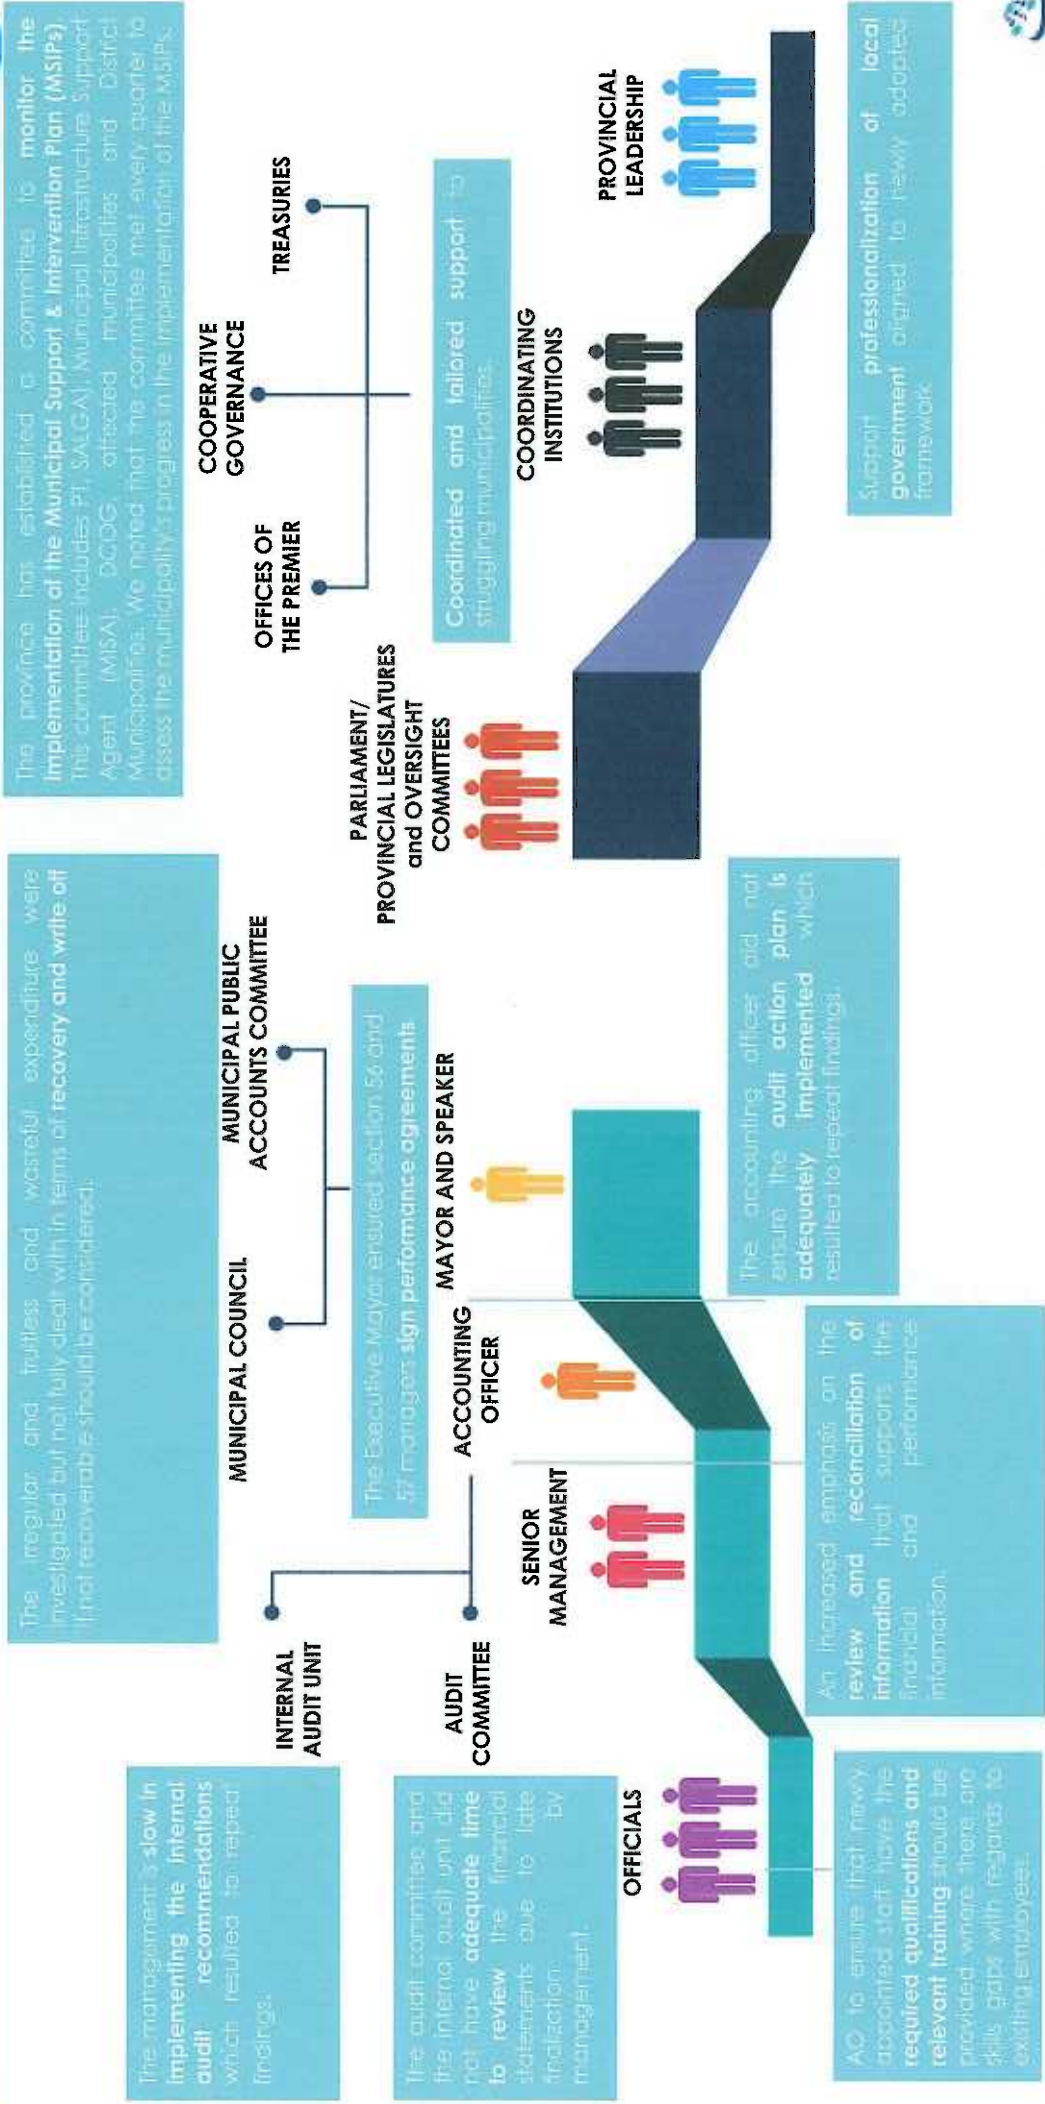 The management is slow in
implementing the internal
audit recommendations
which resulted to repeat
findings.
The audit committee and
the internal audit unit did
not have adequate time
to review the financial
statements due to late
finalization by
management.
INTERNAL
AUDIT UNIT
AUDIT
COMMITTEE
OFFICIALS
AO to ensure that newly
appointed staff have the
required qualifications and
relevant training should be
provided where there are
skills gaps with regards to
existing employees.
The irregular and fruitless and wasteful expenditure were
investigated but not fully dealt with in terms of recovery and write off
if not recoverable should be considered.
MUNICIPAL COUNCIL
MUNICIPAL PUBLIC
ACCOUNTS COMMITTEE
The Executive Mayor ensured section 56 and
57 managers sign performance agreements
MAYOR AND SPEAKER
ACCOUNTING
OFFICER
SENIOR
MANAGEMENT
An increased emphasis on the
review and reconciliation of
information that supports the
financial and performance
information.
The accounting officer did not
ensure the audit action plan is
adequately implemented which
resulted to repeat findings.
The province has established a committee to monitor the
Implementation of the Municipal Support & Intervention Plan (MSIPs)
This committee includes PT, SALGA, Municipal Infrastructure Support
Agent (MISA), DCOG, affected municipalities and District
Municipalities. We noted that the committee met every quarter to
assess the municipality's progress in the implementation of the MSIPs.
OFFICES OF
THE PREMIER
COOPERATIVE
GOVERNANCE
TREASURIES
Coordinated and tailored support to
struggling municipalities.
PARLIAMENT/
PROVINCIAL LEGISLATURES
and OVERSIGHT
COMMITTEES
COORDINATING
INSTITUTIONS
PROVINCIAL
LEADERSHIP
Support professionalization of local
government aligned to newly adopted
framework